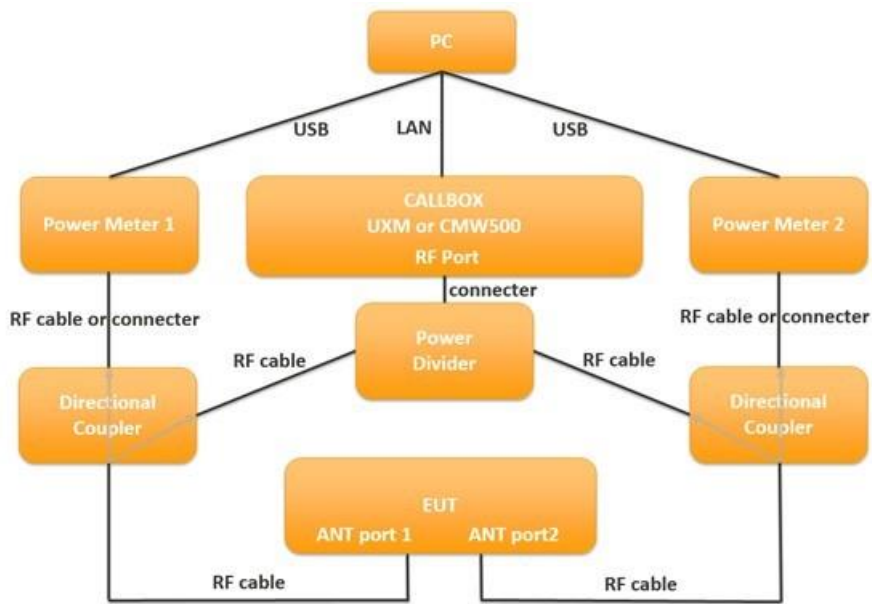 PC
USB
LAN
USB
Power Meter 1
CALLBOX
UXM or CMW500
RF Port
Power Meter 2
connecter
RF cable or connecter
RF cable or connecter
Power
Divider
RF cable
RF cable
Directional
Coupler
Directional
Coupler
EUT
ANT port 1
ANT port2
RF cable
RF cable